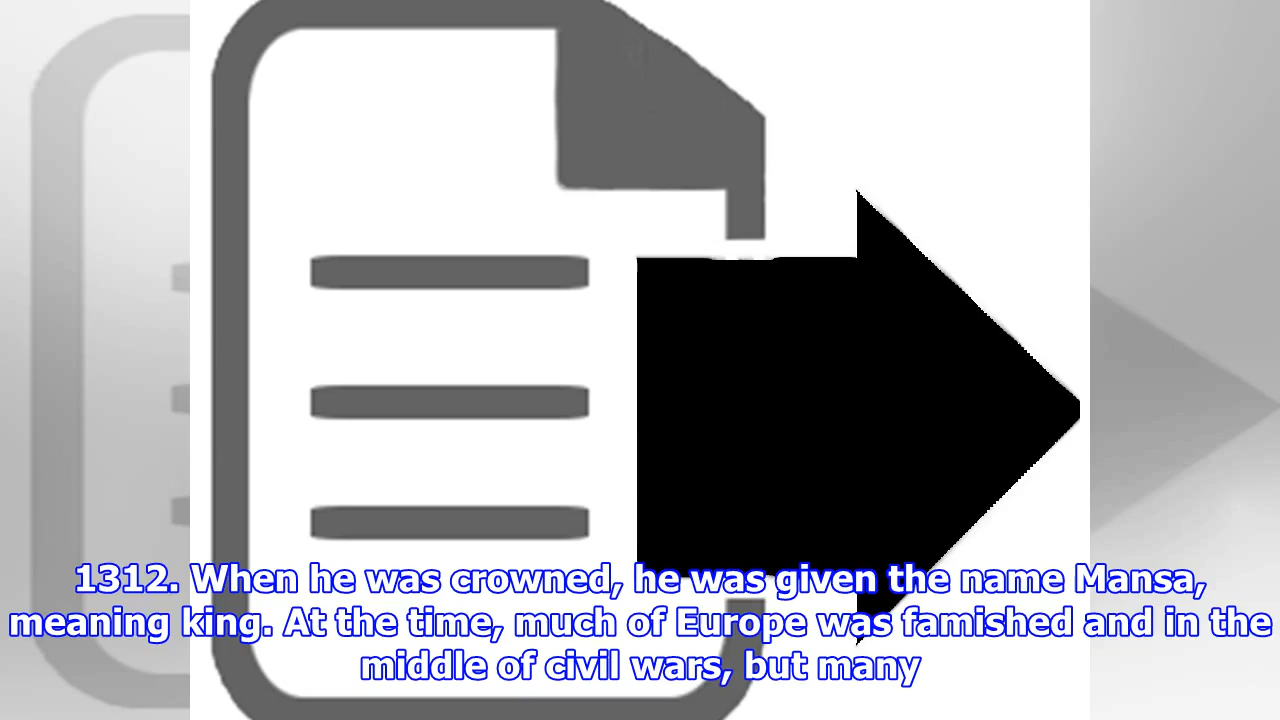 1312. When he was crowned, he was given the name Mansa,
meaning king. At the time, much of Europe was famished and in the
middle of civil wars, but many